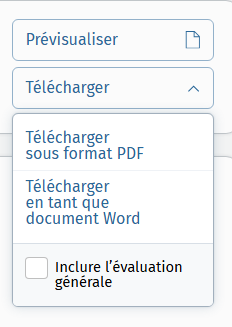 Prévisualiser
Télécharger
Télécharger
sous format PDF
Télécharger
en tant que
document Word
Inclure l’évaluation
générale